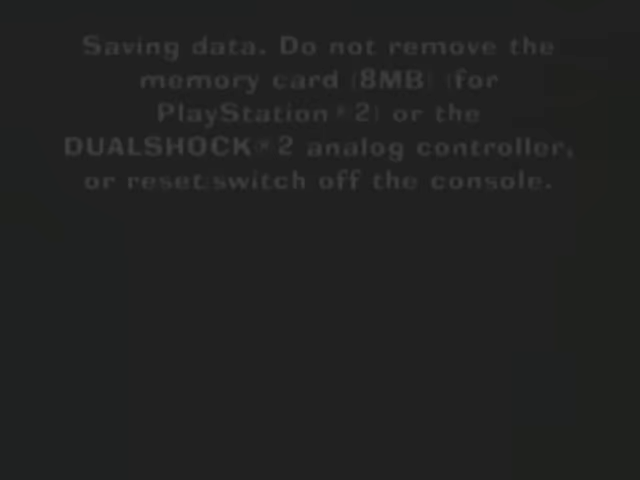 Saving data. Do not remove the
memory card (8MB) (for
PlayStation®2) or the
DUALSHOCK®2 analog controller,
or reset/switch off the console.